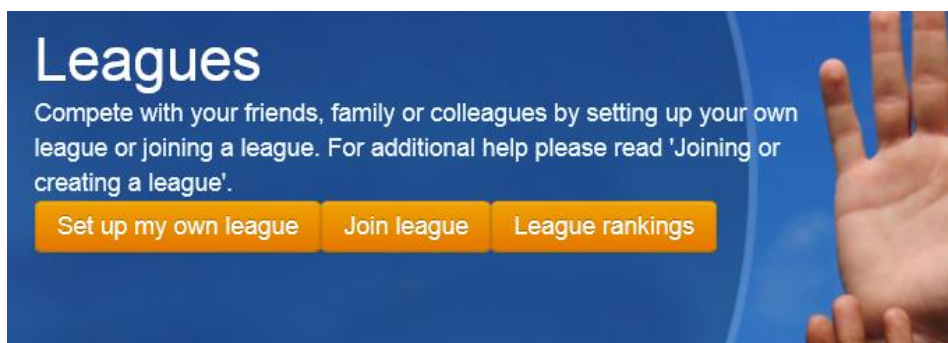 Leagues
Compete with your friends, family or colleagues by setting up your own
league or joining a league. For additional help please read 'Joining or
creating a league'.
Set up my own league Join league League rankings